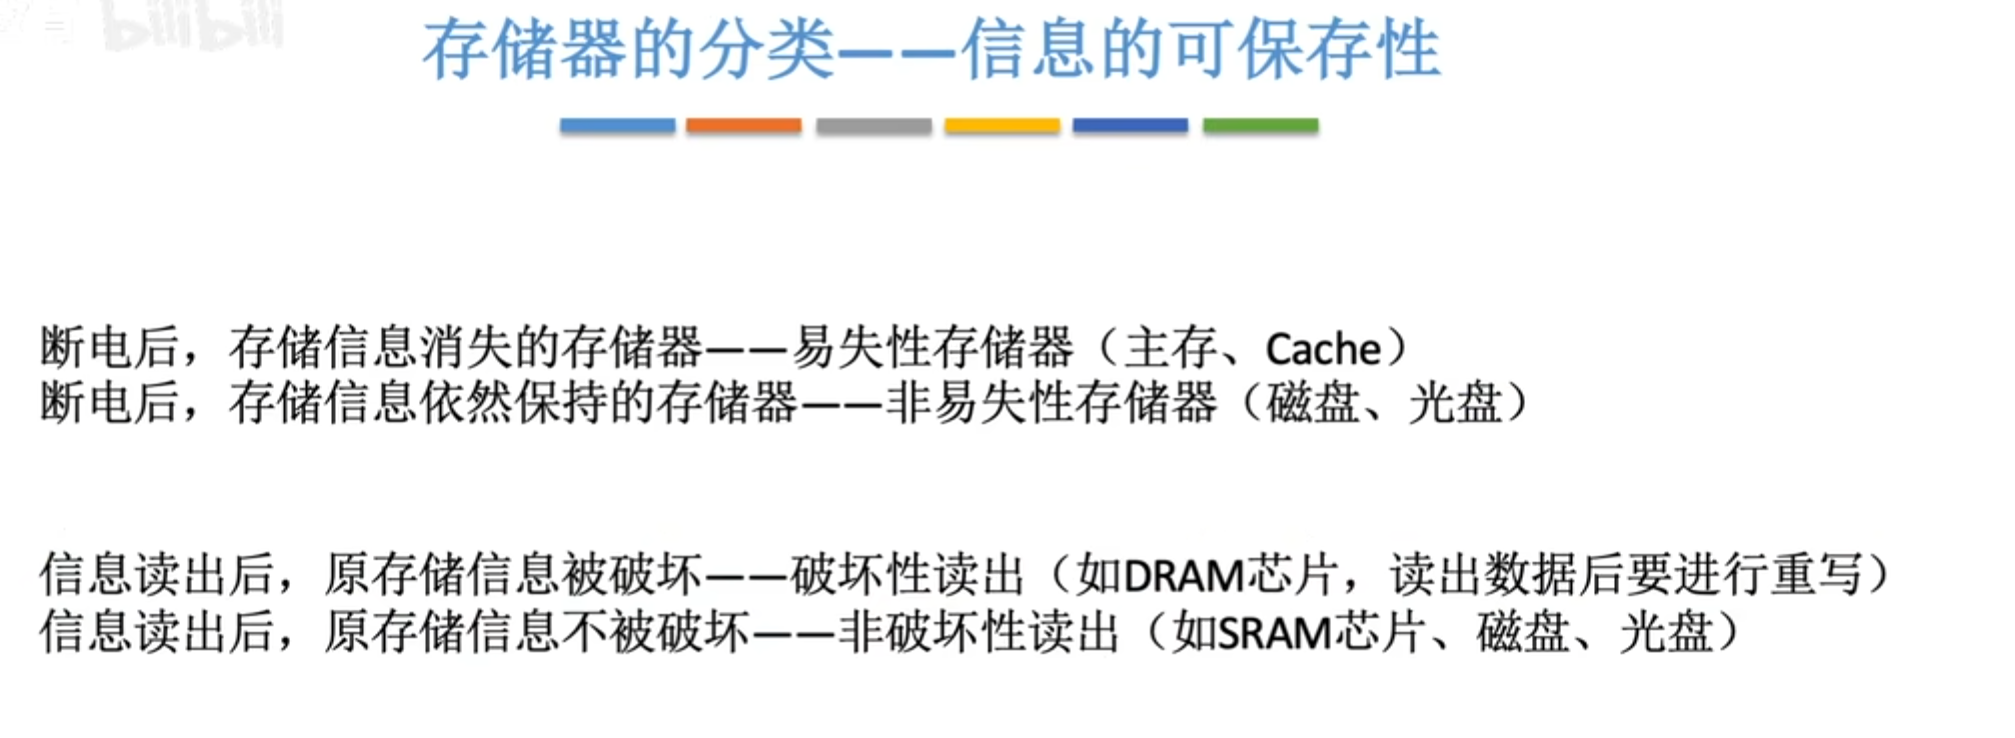 bilibili
存储器的分类——信息的可保存性
断电后，存储信息消失的存储器——易失性存储器（主存、Cache）
断电后，存储信息依然保持的存储器——非易失性存储器（磁盘、光盘）
信息读出后，原存储信息被破坏——破坏性读出（如DRAM芯片，读出数据后要进行重写）
信息读出后，原存储信息不被破坏——非破坏性读出（如SRAM芯片、磁盘、光盘）